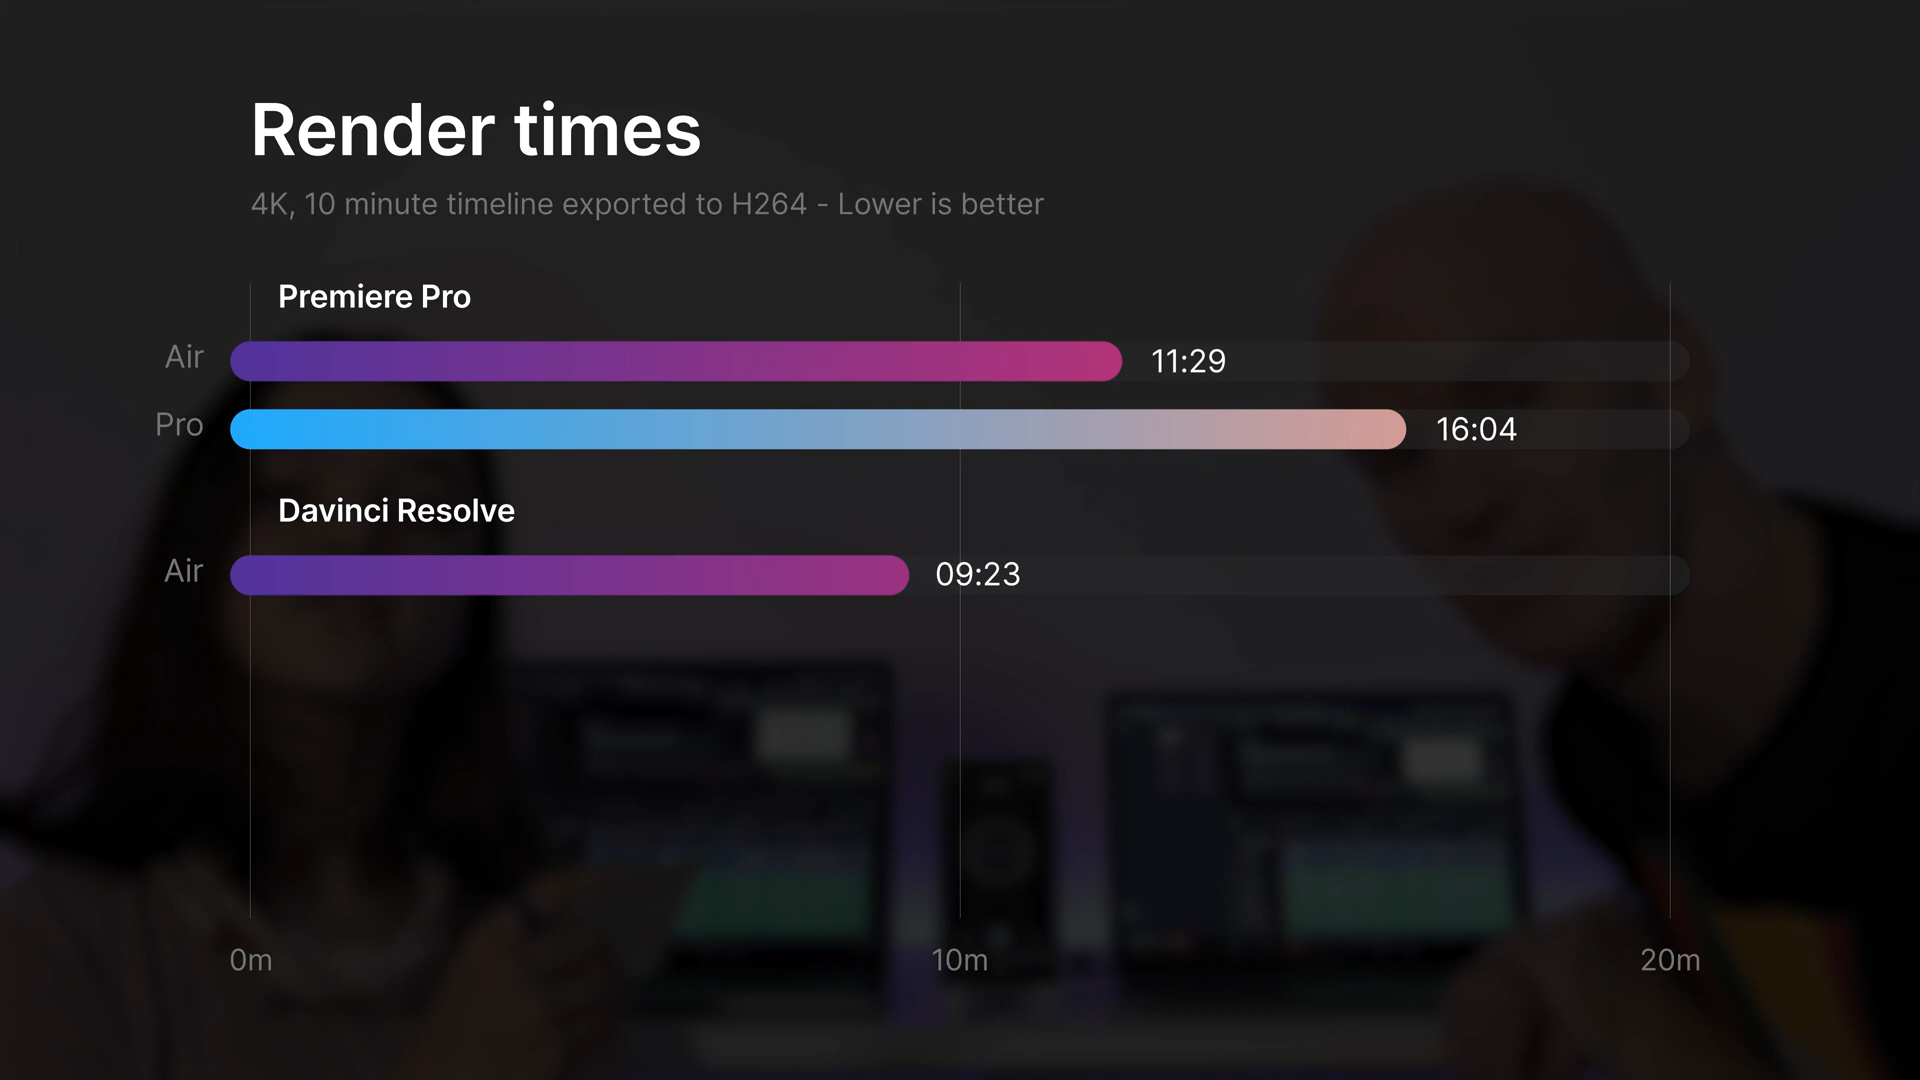 Render times
4K, 10 minute timeline exported to H264 - Lower is better
Premiere Pro
Air 11:29
Pro 16:04
Davinci Resolve
Air 09:23
0m 10m 20m